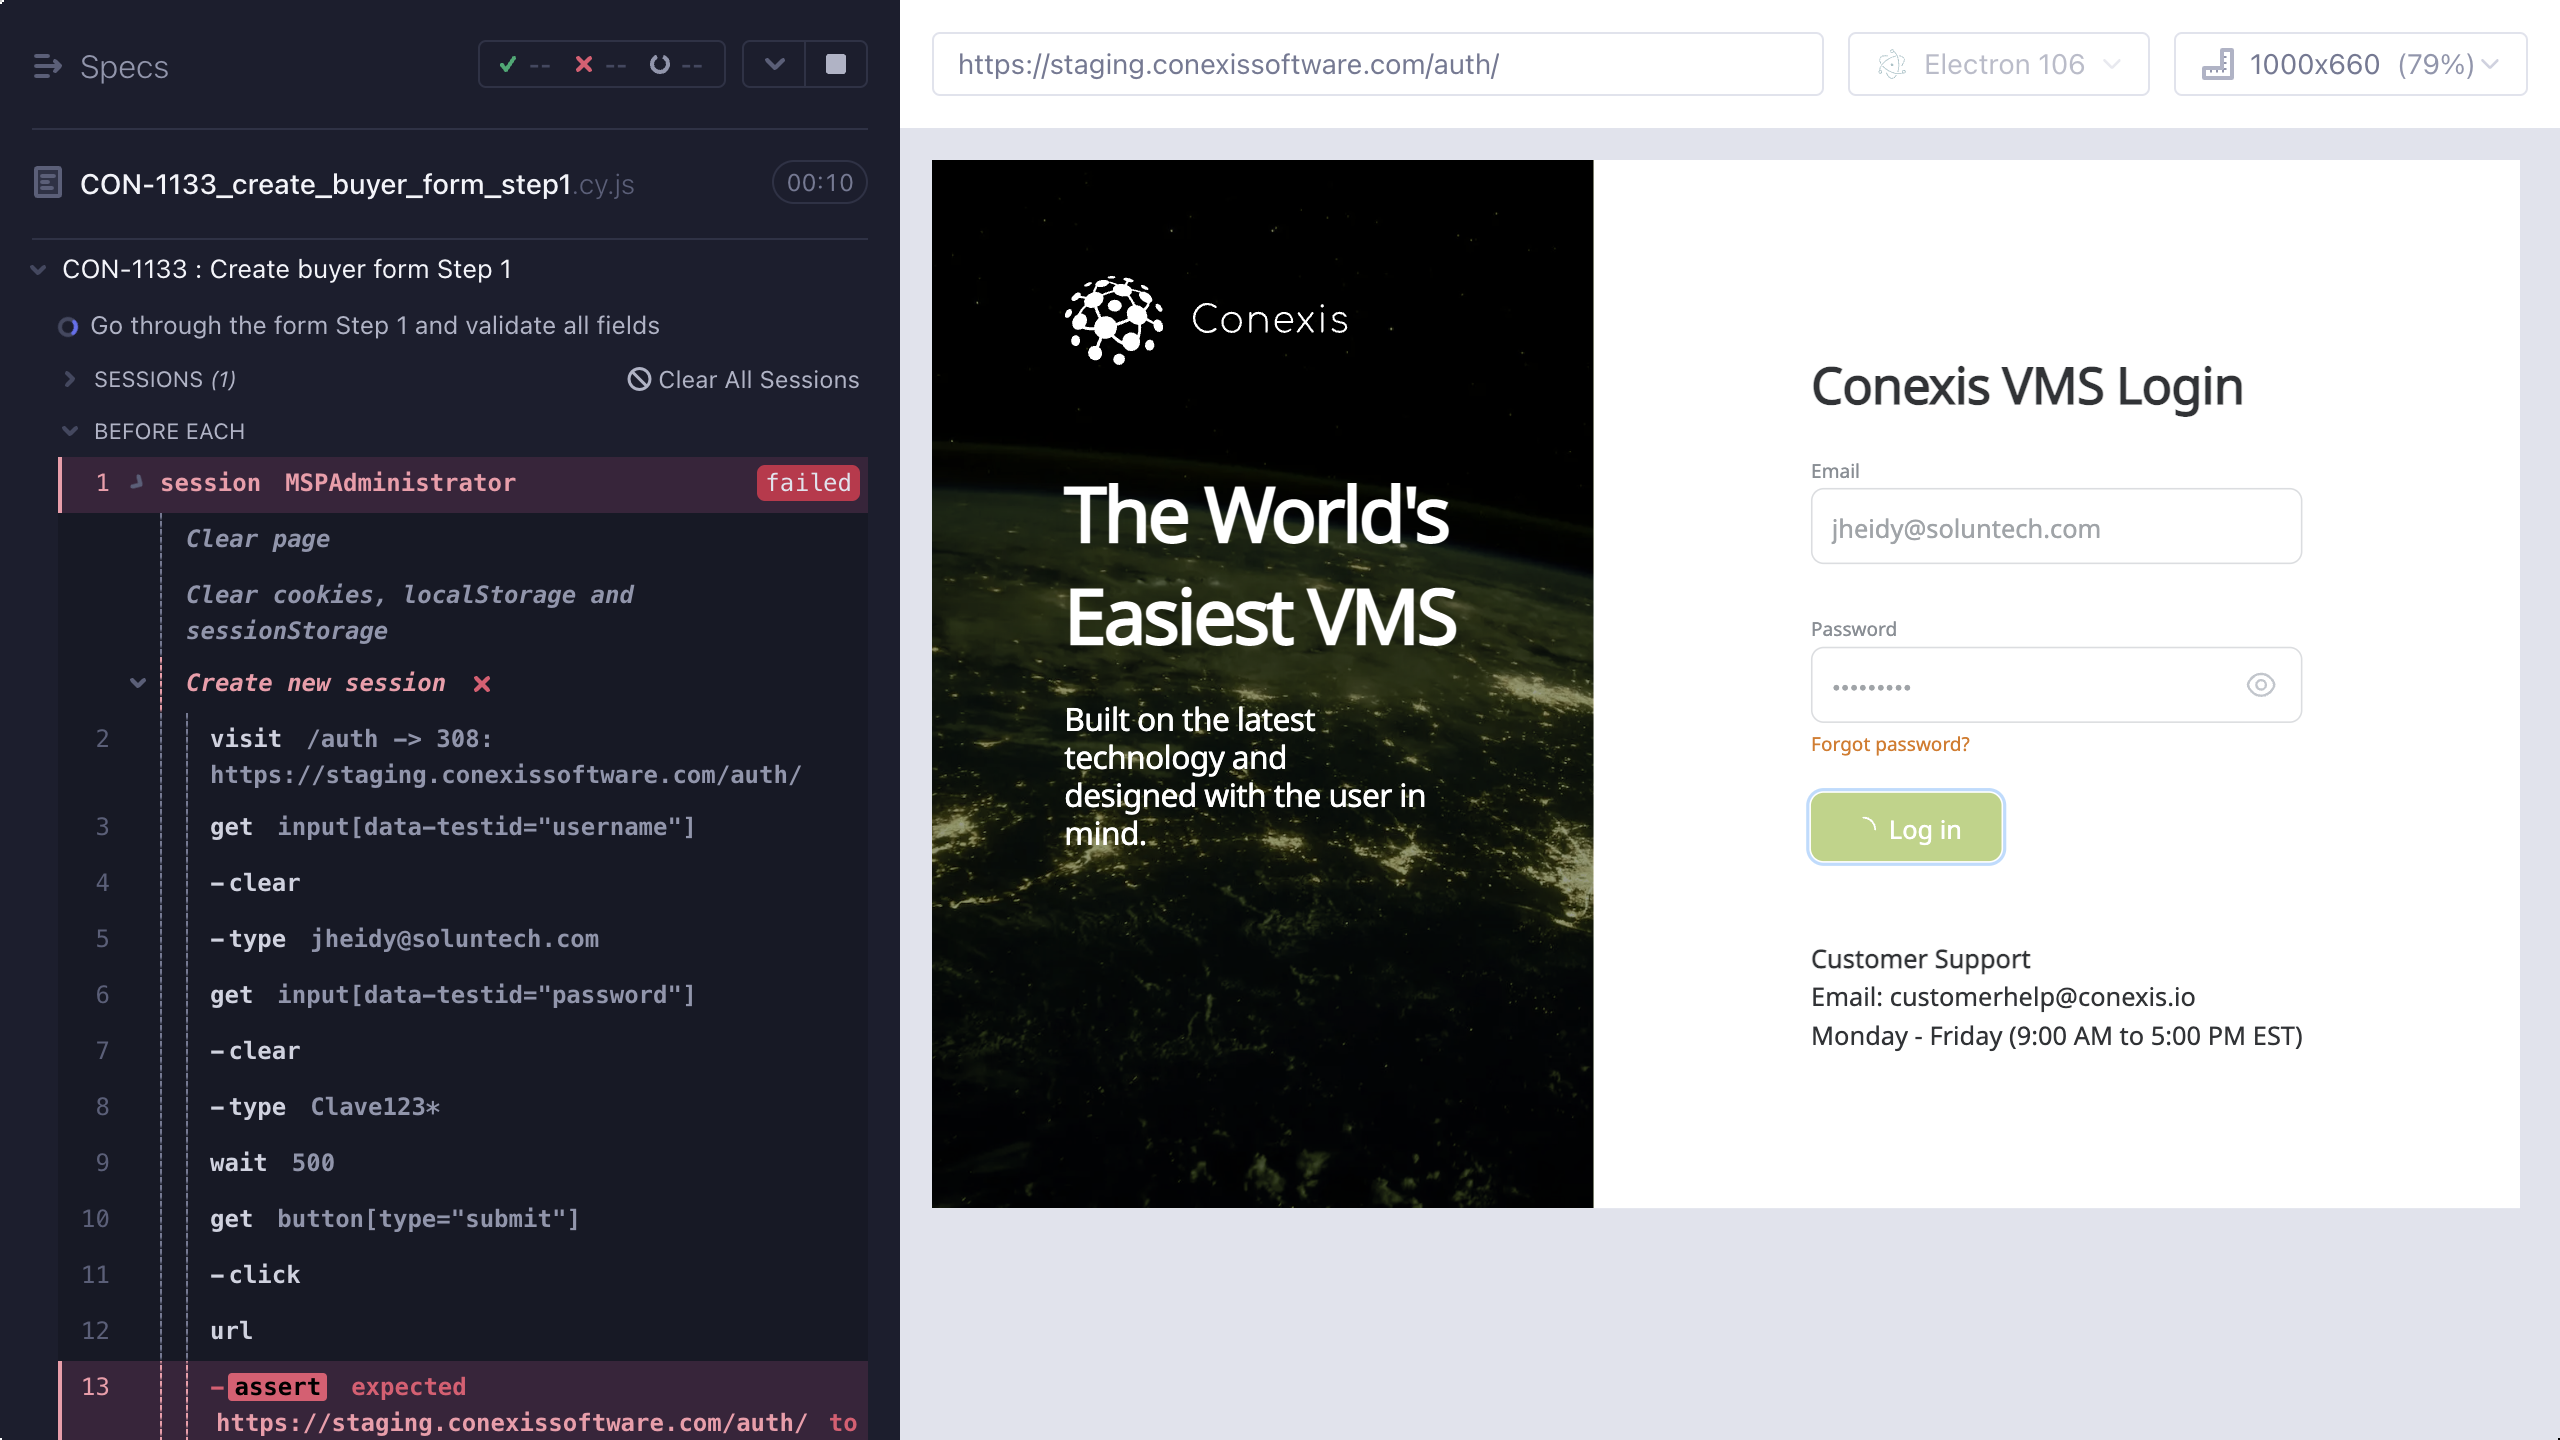 Specs
-- -- --
CON-1133_create_buyer_form_step1.cy.js 00:10
CON-1133 : Create buyer form Step 1
Go through the form Step 1 and validate all fields
SESSIONS (1) Clear All Sessions
BEFORE EACH
1 session MSPAdministrator failed
Clear page
Clear cookies, localStorage and
sessionStorage
Create new session
2 visit /auth -> 308:
https://staging.conexissoftware.com/auth/
3 get input[data-testid="username"]
4 -clear
5 -type jheidy@soluntech.com
6 get input[data-testid="password"]
7 -clear
8 -type Clave123*
9 wait 500
10 get button[type="submit"]
11 -click
12 url
13 -assert expected
https://staging.conexissoftware.com/auth/ to
https://staging.conexissoftware.com/auth/ Electron 106 1000x660 (79%)
Conexis
The World's
Easiest VMS
Built on the latest
technology and
designed with the user in
mind.
Conexis VMS Login
Email
jheidy@soluntech.com
Password
•••••••••
Forgot password?
Log in
Customer Support
Email: customerhelp@conexis.io
Monday - Friday (9:00 AM to 5:00 PM EST)